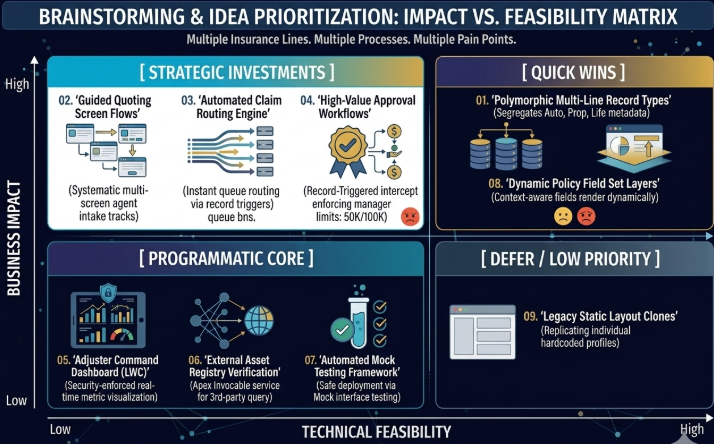 BRAINSTORMING & IDEA PRIORITIZATION: IMPACT VS. FEASIBILITY MATRIX
Multiple Insurance Lines. Multiple Processes. Multiple Pain Points.
High
BUSINESS IMPACT
Low
[ STRATEGIC INVESTMENTS ]
02. 'Guided Quoting
Screen Flows'
(Systematic multi-
screen agent
intake tracks)
03. 'Automated Claim
Routing Engine'
(Instant queue routing
via record triggers)
queue bns.
04. 'High-Value Approval
Workflows'
(Record-Triggered intercept
enforcing manager
limits: 50K/100K)
[ QUICK WINS ]
01. 'Polymorphic Multi-Line Record Types'
(Segregates Auto, Prop, Life metadata)
08. 'Dynamic Policy Field Set Layers'
(Context-aware fields render dynamically)
[ PROGRAMMATIC CORE ]
05. 'Adjuster Command
Dashboard (LWC)'
(Security-enforced real-
time metric visualization)
06. 'External Asset
Registry Verification'
(Apex Invocable service
for 3rd-party query)
07. 'Automated Mock
Testing Framework'
(Safe deployment via
Mock interface testing)
[ DEFER / LOW PRIORITY ]
09. 'Legacy Static Layout Clones'
(Replicating individual
hardcoded profiles)
Low
TECHNICAL FEASIBILITY
High